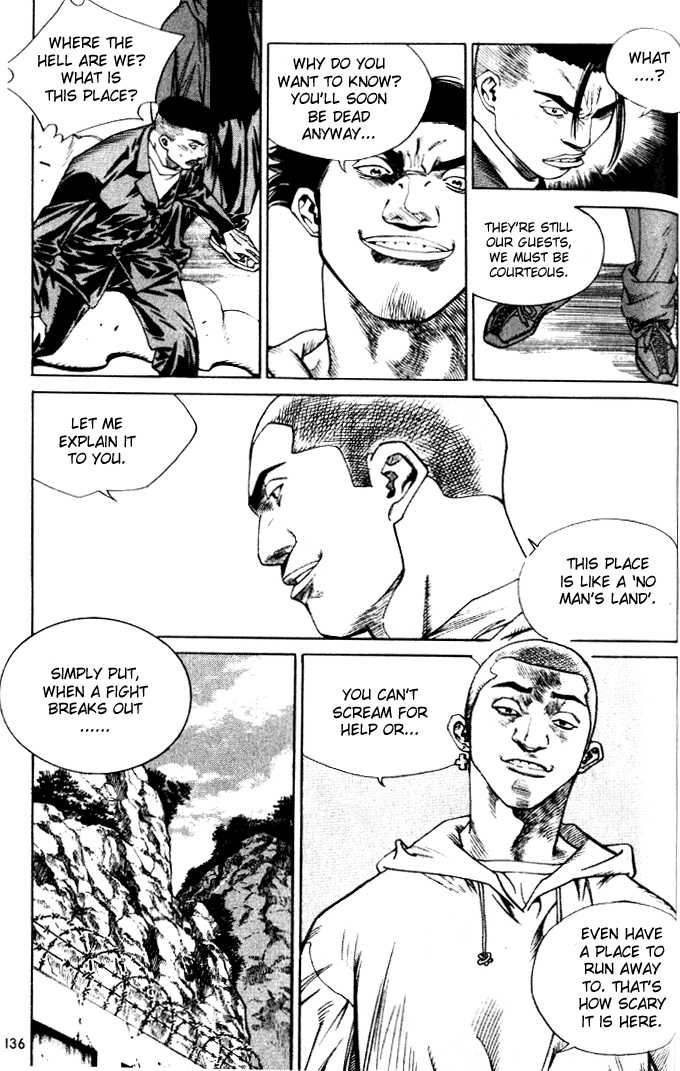 WHERE THE
HELL ARE WE?
WHAT IS
THIS PLACE?
WHY DO YOU
WANT TO KNOW?
YOU'LL SOON
BE DEAD
ANYWAY...
WHAT
....?
THEY'RE STILL
OUR GUESTS,
WE MUST BE
COURTEOUS.
LET ME
EXPLAIN IT
TO YOU.
THIS PLACE
IS LIKE A 'NO
MAN'S LAND'.
SIMPLY PUT,
WHEN A FIGHT
BREAKS OUT
......
YOU CAN'T
SCREAM FOR
HELP OR...
EVEN HAVE
A PLACE TO
RUN AWAY
TO. THAT'S
HOW SCARY
IT IS HERE.
136